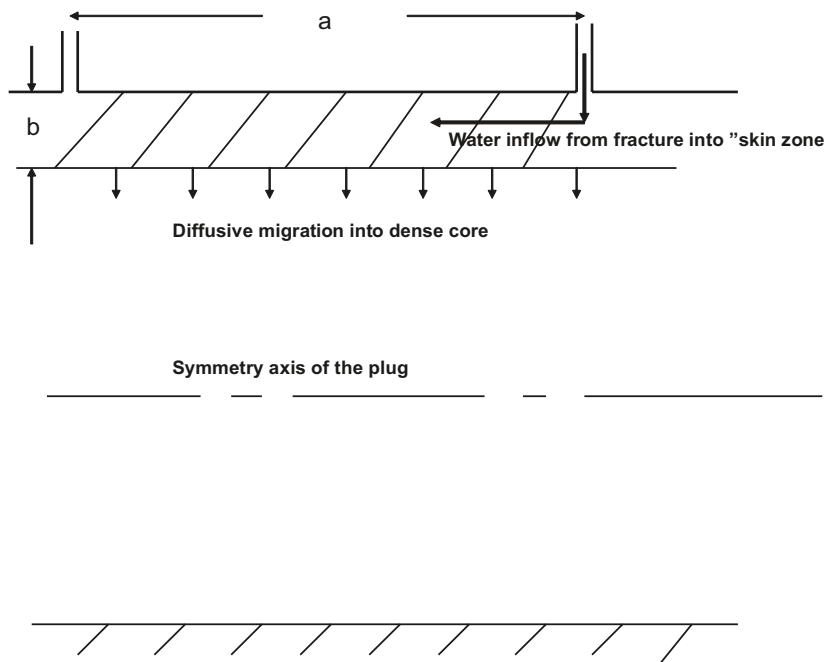 a
b
Water inflow from fracture into ”skin zone
Diffusive migration into dense core
Symmetry axis of the plug